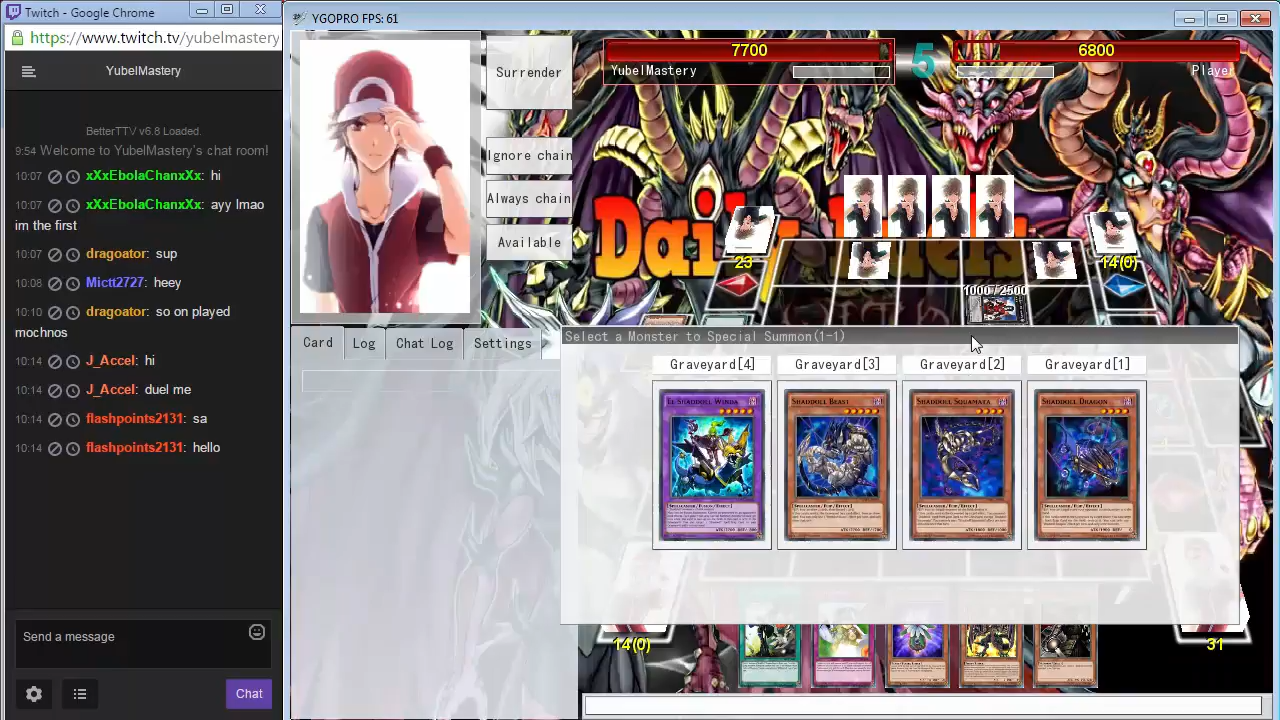 Twitch - Google Chrome
https://www.twitch.tv/yubelmastery
YubelMastery
BetterTTV v6.8 Loaded.
9:54 Welcome to YubelMastery's chat room!
10:07 xXxEbolaChanxXx: hi
10:07 xXxEbolaChanxXx: ayy lmao
im the first
10:07 dragoator: sup
10:08 Mictt2727: heey
10:10 dragoator: so on played
mochnos
10:14 J_Accel: hi
10:14 J_Accel: duel me
10:14 flashpoints2131: sa
10:14 flashpoints2131: hello
Send a message
Chat
YGOPRO FPS: 61
Surrender
Ignore chain
Always chain
Available
7700
5
6800
YubelMastery
Player
Daily Duels
23
14(0)
1000/2500
Card
Log
Chat Log
Settings
Select a Monster to Special Summon(1-1)
Graveyard[4]
Graveyard[3]
Graveyard[2]
Graveyard[1]
El Shaddoll Winda
Shaddoll Beast
Shaddoll Squamata
Shaddoll Dragon
14(0)
31